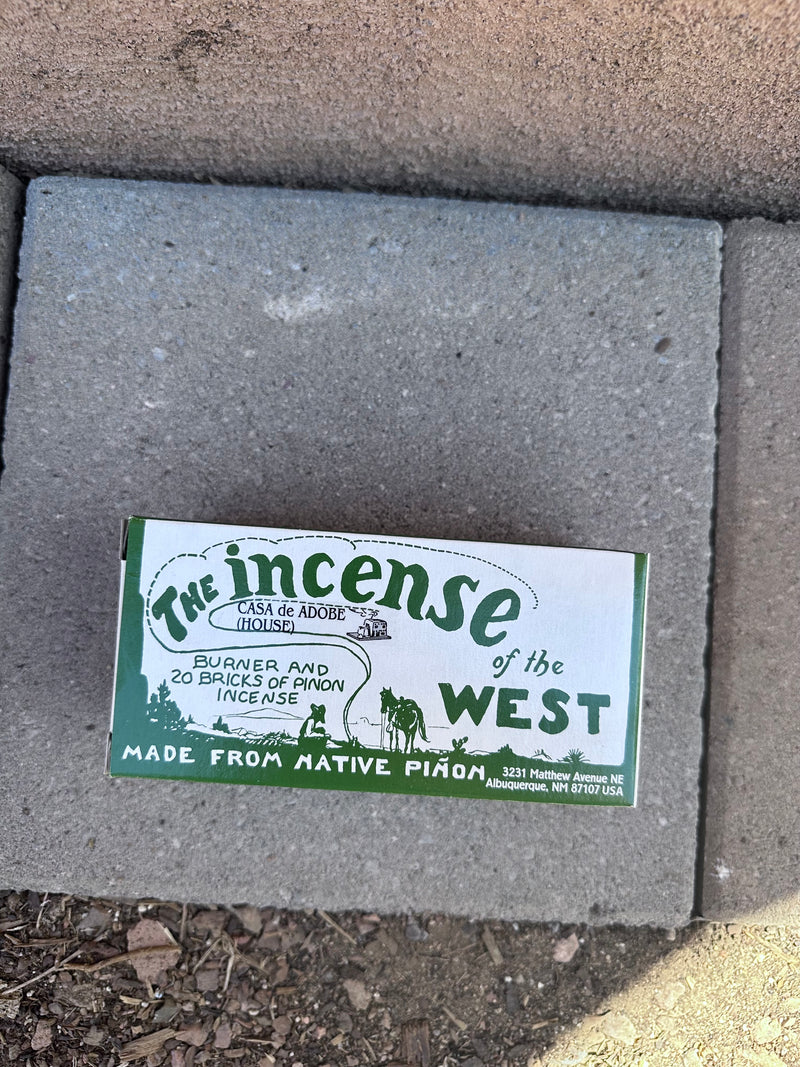 THE incense
CASA de ADOBE
(HOUSE)
of the
WEST
BURNER AND
20 BRICKS OF PINON
INCENSE
MADE FROM NATIVE PIÑON
3231 Matthew Avenue NE
Albuquerque, NM 87107 USA